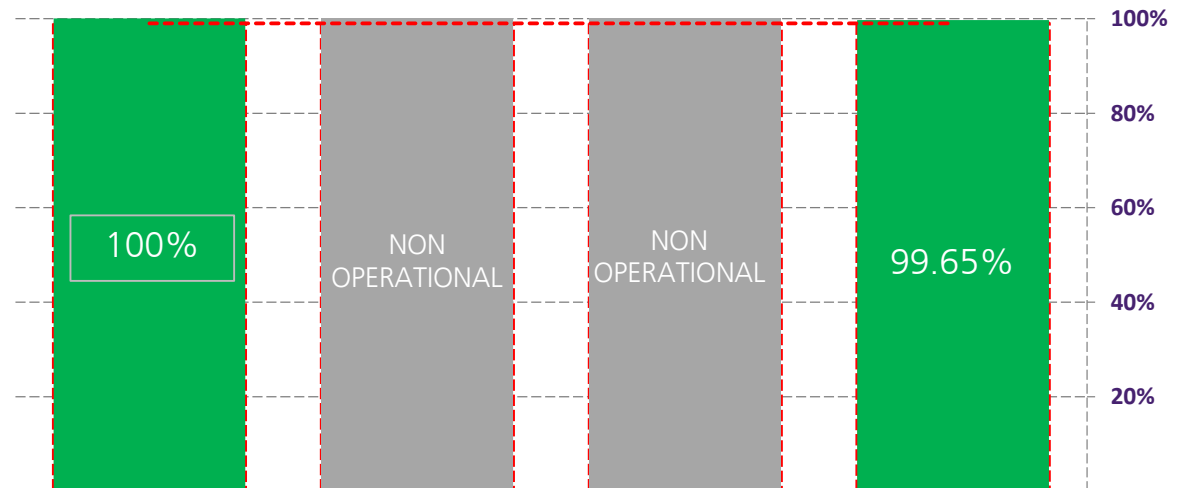 100%
80%
60%
40%
20%
100%
NON
OPERATIONAL
NON
OPERATIONAL
99.65%